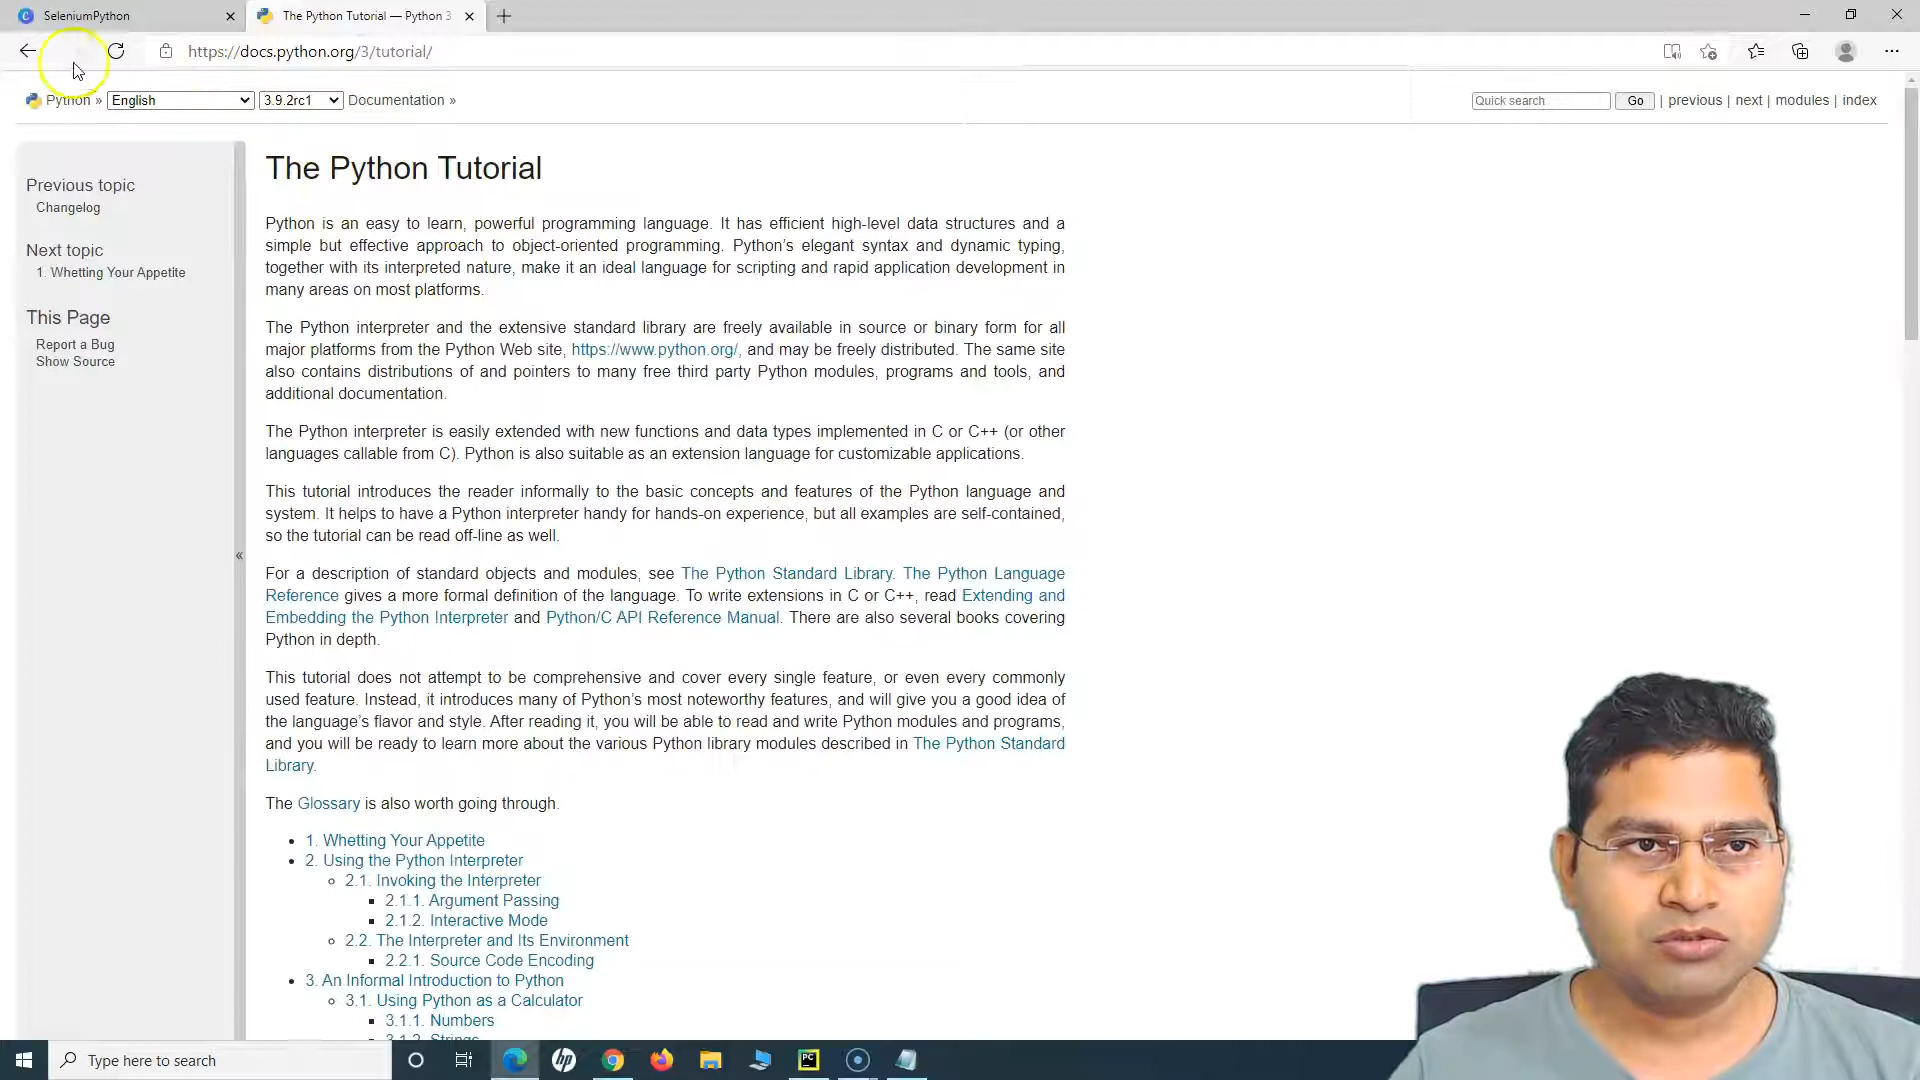 SeleniumPython
The Python Tutorial — Python 3
https://docs.python.org/3/tutorial/
Python » English 3.9.2rc1 Documentation »
Quick search Go | previous | next | modules | index
Previous topic
Changelog
Next topic
1. Whetting Your Appetite
This Page
Report a Bug
Show Source
«
The Python Tutorial
Python is an easy to learn, powerful programming language. It has efficient high-level data structures and a
simple but effective approach to object-oriented programming. Python’s elegant syntax and dynamic typing,
together with its interpreted nature, make it an ideal language for scripting and rapid application development in
many areas on most platforms.
The Python interpreter and the extensive standard library are freely available in source or binary form for all
major platforms from the Python Web site, https://www.python.org/, and may be freely distributed. The same site
also contains distributions of and pointers to many free third party Python modules, programs and tools, and
additional documentation.
The Python interpreter is easily extended with new functions and data types implemented in C or C++ (or other
languages callable from C). Python is also suitable as an extension language for customizable applications.
This tutorial introduces the reader informally to the basic concepts and features of the Python language and
system. It helps to have a Python interpreter handy for hands-on experience, but all examples are self-contained,
so the tutorial can be read off-line as well.
For a description of standard objects and modules, see The Python Standard Library. The Python Language
Reference gives a more formal definition of the language. To write extensions in C or C++, read Extending and
Embedding the Python Interpreter and Python/C API Reference Manual. There are also several books covering
Python in depth.
This tutorial does not attempt to be comprehensive and cover every single feature, or even every commonly
used feature. Instead, it introduces many of Python’s most noteworthy features, and will give you a good idea of
the language’s flavor and style. After reading it, you will be able to read and write Python modules and programs,
and you will be ready to learn more about the various Python library modules described in The Python Standard
Library.
The Glossary is also worth going through.
1. Whetting Your Appetite
2. Using the Python Interpreter
2.1. Invoking the Interpreter
2.1.1. Argument Passing
2.1.2. Interactive Mode
2.2. The Interpreter and Its Environment
2.2.1. Source Code Encoding
3. An Informal Introduction to Python
3.1. Using Python as a Calculator
3.1.1. Numbers
3.1.2. Strings
Type here to search
hp
PC